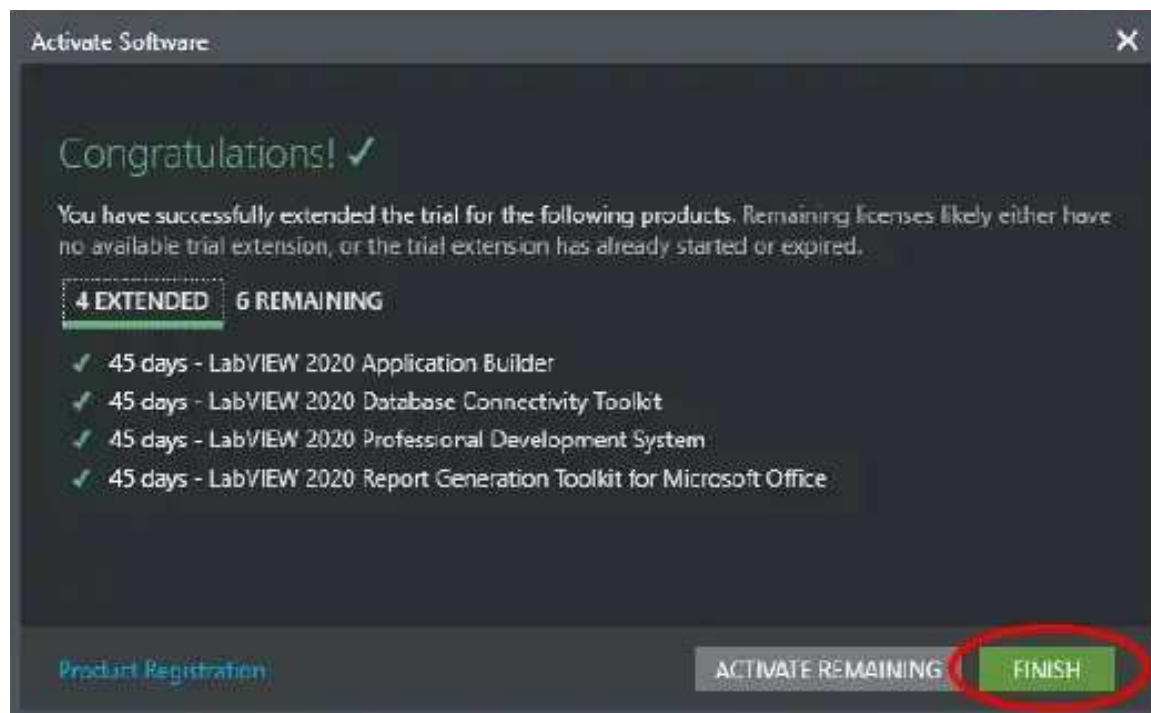 Activate Software
Congratulations!
You have successfully extended the trial for the following products. Remaining licenses likely either have
no available trial extension, or the trial extension has already started or expired.
4 EXTENDED 6 REMAINING
45 days - LabVIEW 2020 Application Builder
45 days - LabVIEW 2020 Database Connectivity Toolkit
45 days - LabVIEW 2020 Professional Development System
45 days - LabVIEW 2020 Report Generation Toolkit for Microsoft Office
Product Registration ACTIVATE REMAINING FINISH